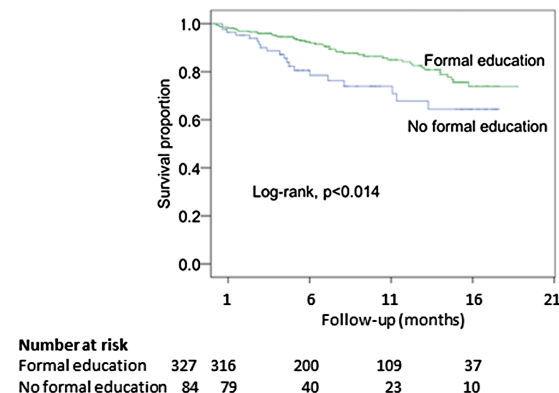 1.0
0.8
0.6
0.4
0.2
0.0
Survival proportion
Formal education
No formal education
Log-rank, p<0.014
1 6 11 16 21
Follow-up (months)
Number at risk
Formal education 327 316 200 109 37
No formal education 84 79 40 23 10